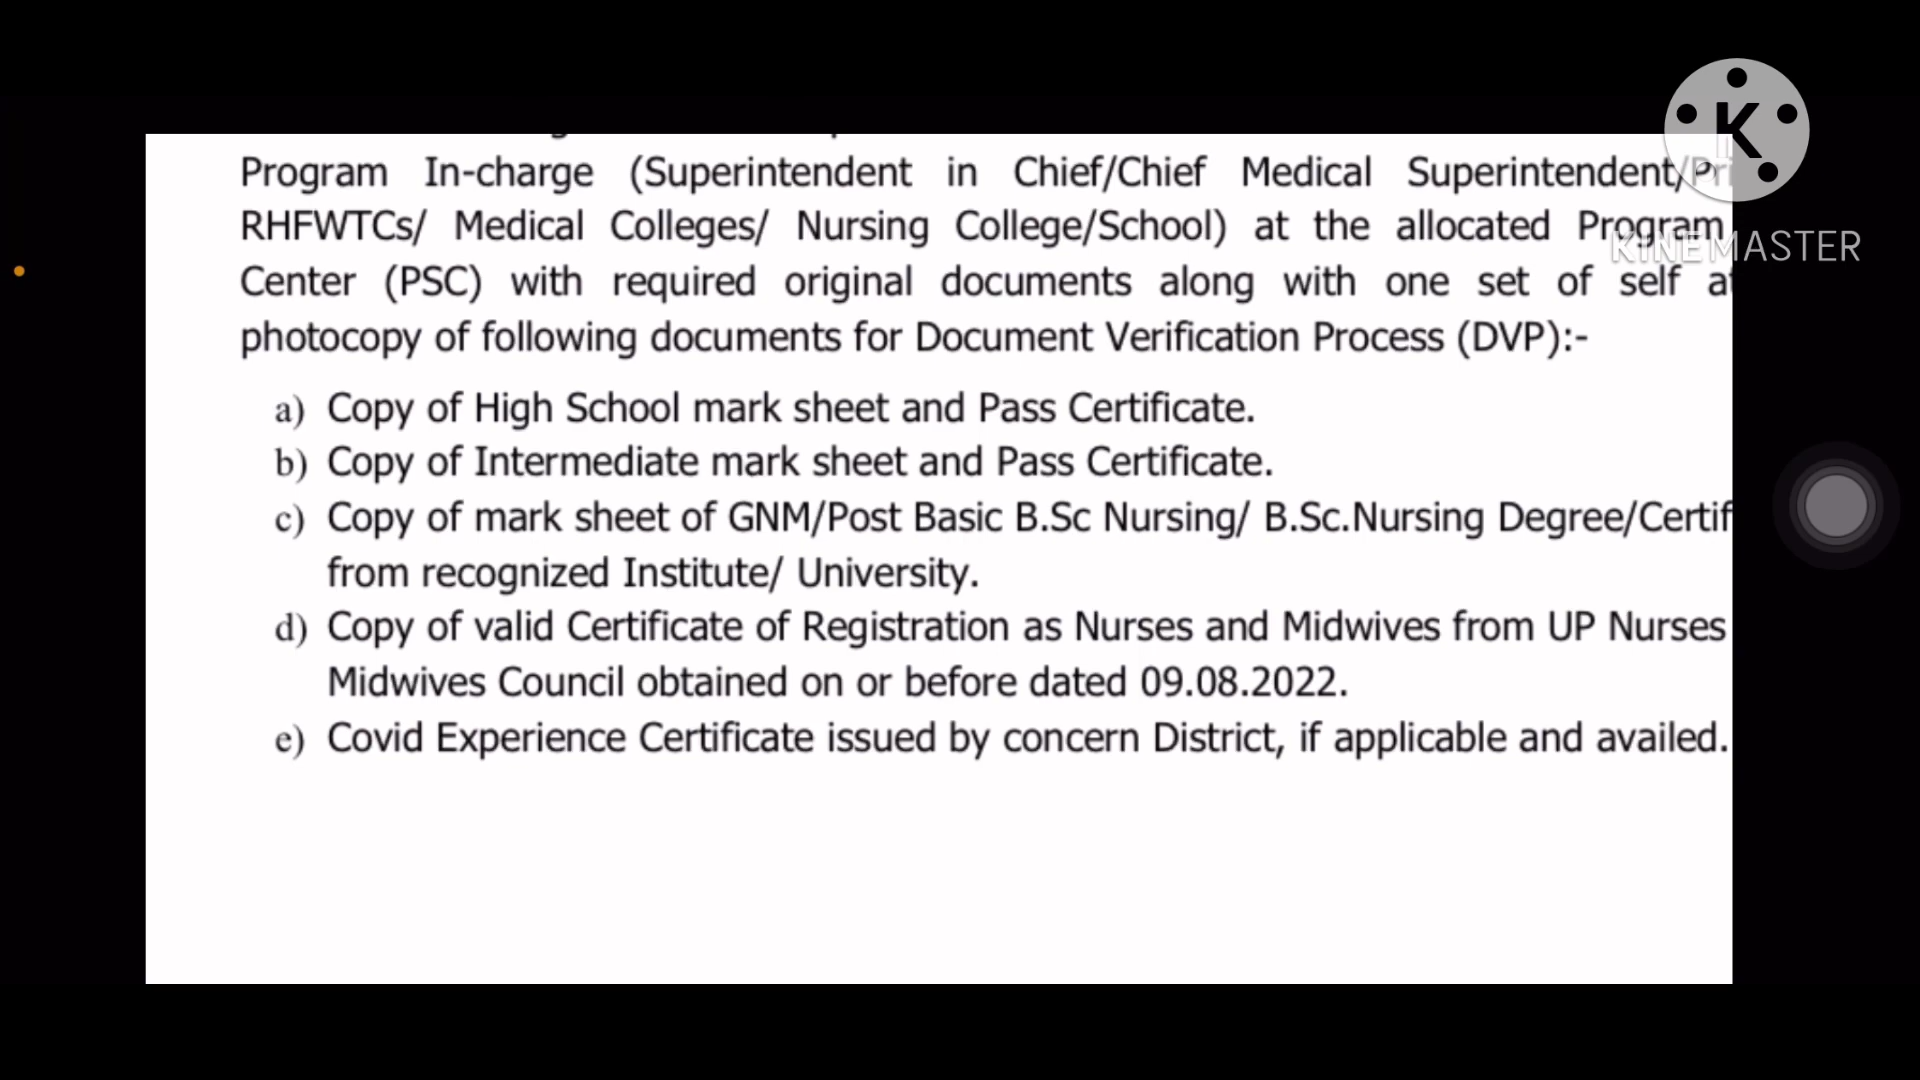 Program In-charge (Superintendent in Chief/Chief Medical Superintendent/
RHFWTCs/ Medical Colleges/ Nursing College/School) at the allocated Program
Center (PSC) with required original documents along with one set of self
photocopy of following documents for Document Verification Process (DVP):-
a) Copy of High School mark sheet and Pass Certificate.
b) Copy of Intermediate mark sheet and Pass Certificate.
c) Copy of mark sheet of GNM/Post Basic B.Sc Nursing/ B.Sc.Nursing Degree/Certif
from recognized Institute/ University.
d) Copy of valid Certificate of Registration as Nurses and Midwives from UP Nurses
Midwives Council obtained on or before dated 09.08.2022.
e) Covid Experience Certificate issued by concern District, if applicable and availed.
K
KINEMASTER